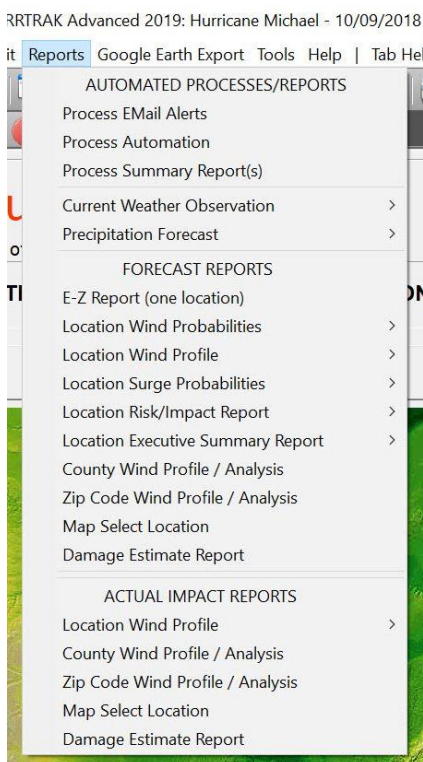 RRTRAK Advanced 2019: Hurricane Michael - 10/09/2018
it Reports Google Earth Export Tools Help | Tab Hel
AUTOMATED PROCESSES/REPORTS
Process EMail Alerts
Process Automation
Process Summary Report(s)
Current Weather Observation >
Precipitation Forecast >
FORECAST REPORTS
E-Z Report (one location)
Location Wind Probabilities >
Location Wind Profile >
Location Surge Probabilities >
Location Risk/Impact Report >
Location Executive Summary Report >
County Wind Profile / Analysis
Zip Code Wind Profile / Analysis
Map Select Location
Damage Estimate Report
ACTUAL IMPACT REPORTS
Location Wind Profile >
County Wind Profile / Analysis
Zip Code Wind Profile / Analysis
Map Select Location
Damage Estimate Report